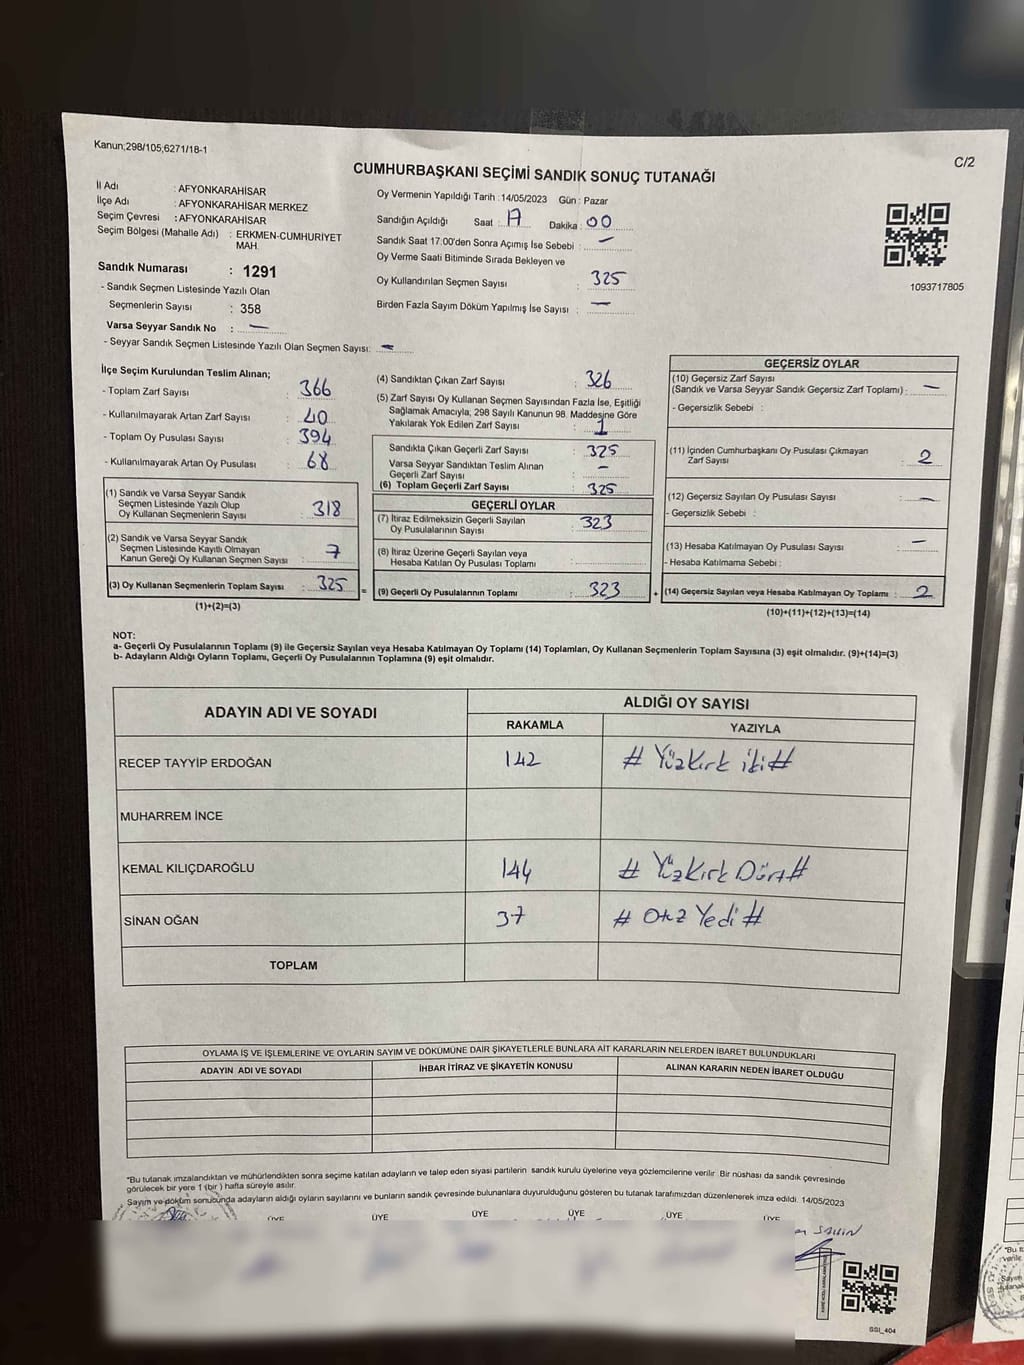 Kanun;298/105,6271/18-1
C/2
CUMHURBAŞKANI SEÇİMİ SANDIK SONUÇ TUTANAĞI
İl Adı : AFYONKARAHİSAR
İlçe Adı : AFYONKARAHİSAR MERKEZ
Seçim Çevresi : AFYONKARAHİSAR
Seçim Bölgesi (Mahalle Adı) : ERKMEN-CUMHURİYET
MAH.
Sandık Numarası : 1291
- Sandık Seçmen Listesinde Yazılı Olan
Seçmenlerin Sayısı : 358
Varsa Seyyar Sandık No : —
- Seyyar Sandık Seçmen Listesinde Yazılı Olan Seçmen Sayısı: —
Oy Vermenin Yapıldığı Tarih : 14/05/2023 Gün : Pazar
Sandığın Açıldığı Saat : 17 Dakika : 00
Sandık Saat 17:00'den Sonra Açımış İse Sebebi : —
Oy Verme Saati Bitiminde Sırada Bekleyen ve
Oy Kullandırılan Seçmen Sayısı : 325
Birden Fazla Sayım Döküm Yapılmış İse Sayısı : —
1093717805
İlçe Seçim Kurulundan Teslim Alınan;
- Toplam Zarf Sayısı : 366
- Kullanılmayarak Artan Zarf Sayısı : 40
- Toplam Oy Pusulası Sayısı : 394
- Kullanılmayarak Artan Oy Pusulası : 68
(1) Sandık ve Varsa Seyyar Sandık
Seçmen Listesinde Yazılı Olup
Oy Kullanan Seçmenlerin Sayısı : 318
(2) Sandık ve Varsa Seyyar Sandık
Seçmen Listesinde Kayıtlı Olmayan
Kanun Gereği Oy Kullanan Seçmen Sayısı : 7
(3) Oy Kullanan Seçmenlerin Toplam Sayısı : 325 =
(1)+(2)=(3)
(4) Sandıktan Çıkan Zarf Sayısı : 326
(5) Zarf Sayısı Oy Kullanan Seçmen Sayısından Fazla İse, Eşitliği
Sağlamak Amacıyla, 298 Sayılı Kanunun 98. Maddesine Göre
Yakılarak Yok Edilen Zarf Sayısı : 1
Sandıkta Çıkan Geçerli Zarf Sayısı : 325
Varsa Seyyar Sandıktan Teslim Alınan
Geçerli Zarf Sayısı : —
(6) Toplam Geçerli Zarf Sayısı : 325
GEÇERLİ OYLAR
(7) İtiraz Edilmeksizin Geçerli Sayılan
Oy Pusulalarının Sayısı : 323
(8) İtiraz Üzerine Geçerli Sayılan veya
Hesaba Katılan Oy Pusulası Toplamı :
(9) Geçerli Oy Pusulalarının Toplamı : 323 +
GEÇERSİZ OYLAR
(10) Geçersiz Zarf Sayısı
(Sandık ve Varsa Seyyar Sandık Geçersiz Zarf Toplamı) : —
- Geçersizlik Sebebi :
(11) İçinden Cumhurbaşkanı Oy Pusulası Çıkmayan
Zarf Sayısı : 2
(12) Geçersiz Sayılan Oy Pusulası Sayısı : —
- Geçersizlik Sebebi :
(13) Hesaba Katılmayan Oy Pusulası Sayısı : —
- Hesaba Katılmama Sebebi :
(14) Geçersiz Sayılan veya Hesaba Katılmayan Oy Toplamı : 2
(10)+(11)+(12)+(13)=(14)
NOT:
a- Geçerli Oy Pusulalarının Toplamı (9) ile Geçersiz Sayılan veya Hesaba Katılmayan Oy Toplamı (14) Toplamları, Oy Kullanan Seçmenlerin Toplam Sayısına (3) eşit olmalıdır. (9)+(14)=(3)
b- Adayların Aldığı Oyların Toplamı, Geçerli Oy Pusulalarının Toplamına (9) eşit olmalıdır.
ADAYIN ADI VE SOYADI
ALDIĞI OY SAYISI
RAKAMLA YAZIYLA
RECEP TAYYİP ERDOĞAN 142 # Yüzkırk iki #
MUHARREM İNCE
KEMAL KILIÇDAROĞLU 144 # Yüzkırk Dört #
SİNAN OĞAN 37 # Otuz Yedi #
TOPLAM
OYLAMA İŞ VE İŞLEMLERİNE VE OYLARIN SAYIM VE DÖKÜMÜNE DAİR ŞİKAYETLERLE BUNLARA AİT KARARLARIN NELERDEN İBARET BULUNDUKLARI
ADAYIN ADI VE SOYADI İHBAR İTİRAZ VE ŞİKAYETİN KONUSU ALINAN KARARIN NEDEN İBARET OLDUĞU
"Bu tutanak imzalandıktan ve mühürlendikten sonra seçime katılan adayların ve talep eden siyasi partilerin sandık kurulu üyelerine veya gözlemcilerine verilir. Bir nüshası da sandık çevresinde
görülecek bir yere 1 (bir) hafta süreyle asılır.
Sayım ve döküm sonubunda adayların aldığı oyların sayılarını ve bunların sandık çevresinde bulunanlara duyurulduğunu gösteren bu tutanak tarafımızdan düzenlenerek imza edildi. 14/05/2023
ÜYE ÜYE ÜYE ÜYE ÜYE ÜYE
SSI_404